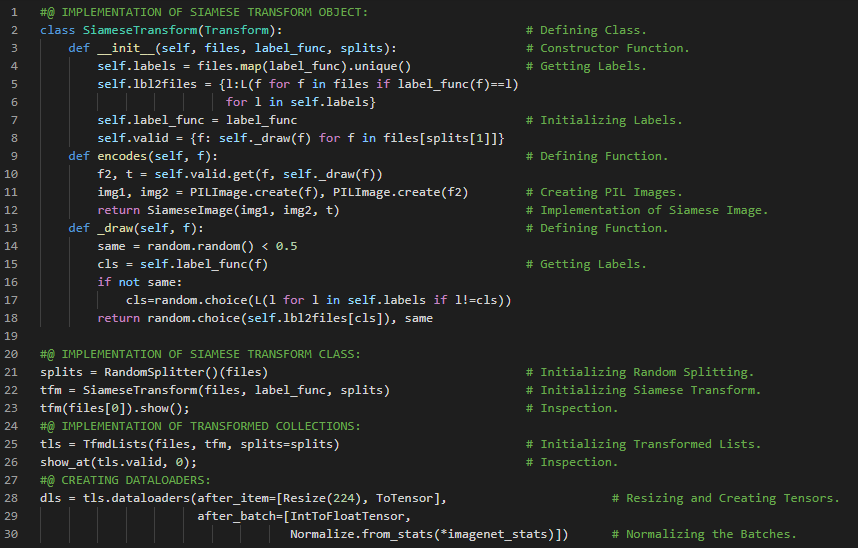 1 #@ IMPLEMENTATION OF SIAMESE TRANSFORM OBJECT:
2 class SiameseTransform(Transform): # Defining Class.
3 def __init__(self, files, label_func, splits): # Constructor Function.
4 self.labels = files.map(label_func).unique() # Getting Labels.
5 self.lbl2files = {l:L(f for f in files if label_func(f)==l)
6 for l in self.labels}
7 self.label_func = label_func # Initializing Labels.
8 self.valid = {f: self._draw(f) for f in files[splits[1]]}
9 def encodes(self, f): # Defining Function.
10 f2, t = self.valid.get(f, self._draw(f))
11 img1, img2 = PILImage.create(f), PILImage.create(f2) # Creating PIL Images.
12 return SiameseImage(img1, img2, t) # Implementation of Siamese Image.
13 def _draw(self, f): # Defining Function.
14 same = random.random() < 0.5
15 cls = self.label_func(f) # Getting Labels.
16 if not same:
17 cls=random.choice(L(l for l in self.labels if l!=cls))
18 return random.choice(self.lbl2files[cls]), same
19
20 #@ IMPLEMENTATION OF SIAMESE TRANSFORM CLASS:
21 splits = RandomSplitter()(files) # Initializing Random Splitting.
22 tfm = SiameseTransform(files, label_func, splits) # Initializing Siamese Transform.
23 tfm(files[0]).show(); # Inspection.
24 #@ IMPLEMENTATION OF TRANSFORMED COLLECTIONS:
25 tls = TfmdLists(files, tfm, splits=splits) # Initializing Transformed Lists.
26 show_at(tls.valid, 0); # Inspection.
27 #@ CREATING DATALOADERS:
28 dls = tls.dataloaders(after_item=[Resize(224), ToTensor], # Resizing and Creating Tensors.
29 after_batch=[IntToFloatTensor,
30 Normalize.from_stats(*imagenet_stats)]) # Normalizing the Batches.